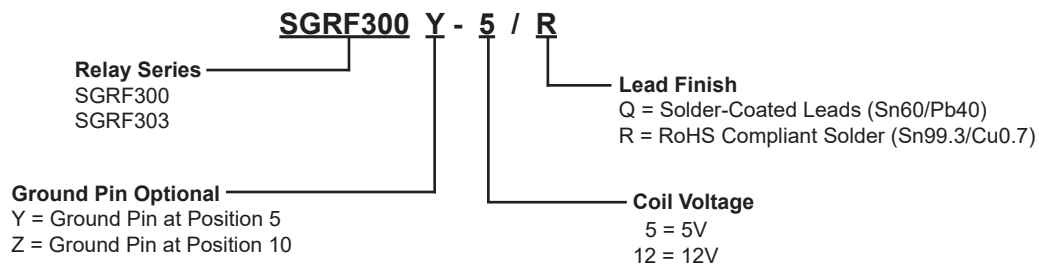 SGRF300 Y - 5 / R
Relay Series
SGRF300
SGRF303
Lead Finish
Q = Solder-Coated Leads (Sn60/Pb40)
R = RoHS Compliant Solder (Sn99.3/Cu0.7)
Ground Pin Optional
Y = Ground Pin at Position 5
Z = Ground Pin at Position 10
Coil Voltage
5 = 5V
12 = 12V